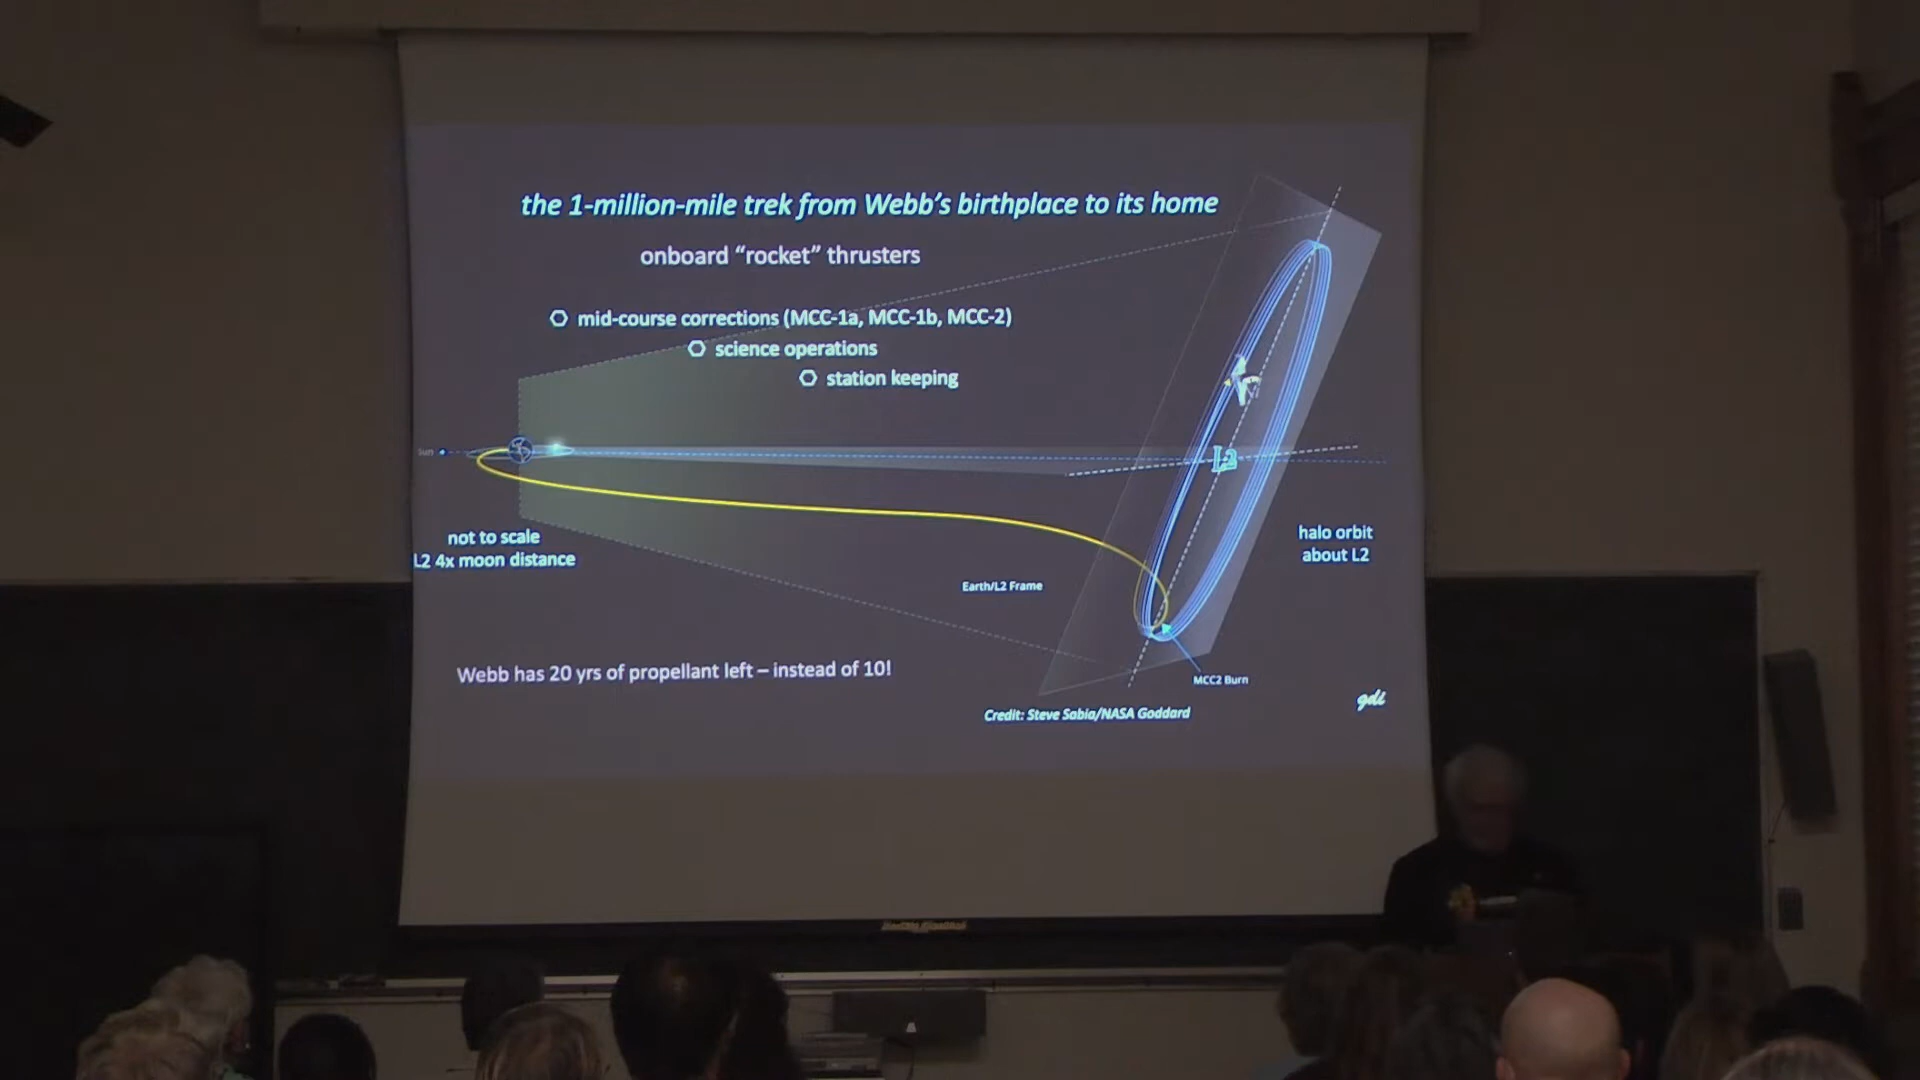 the 1-million-mile trek from Webb's birthplace to its home
onboard “rocket” thrusters
mid-course corrections (MCC-1a, MCC-1b, MCC-2)
science operations
station keeping
Sun
L2
not to scale
L2 4x moon distance
halo orbit
about L2
Earth/L2 Frame
Webb has 20 yrs of propellant left – instead of 10!
MCC2 Burn
gdi
Credit: Steve Sabia/NASA Goddard